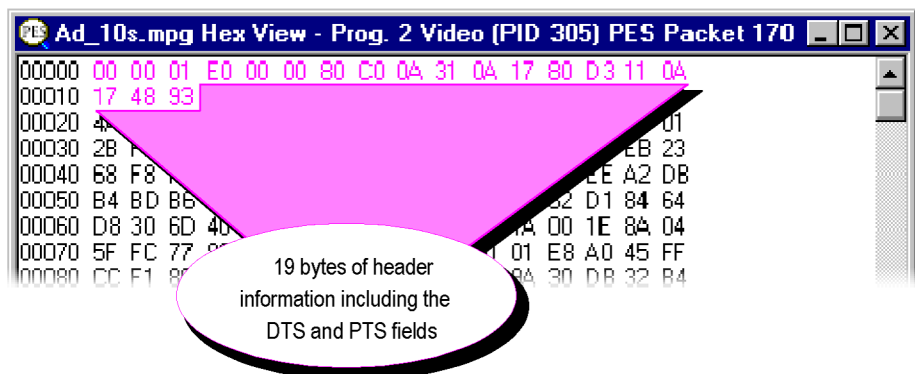 PES Ad_10s.mpg Hex View - Prog. 2 Video (PID 305) PES Packet 170
00000 00 00 01 E0 00 00 80 C0 0A 31 0A 17 80 D3 11 0A
00010 17 48 93
00020 01
00030 2B EB 23
00040 68 F8 EE A2 DB
00050 B4 BD B6 D1 84 64
00060 D8 30 6D 40 00 1E 8A 04
00070 5F FC 77 01 E8 A0 45 FF
00080 CC F1 30 DB 32 B4
19 bytes of header
information including the
DTS and PTS fields